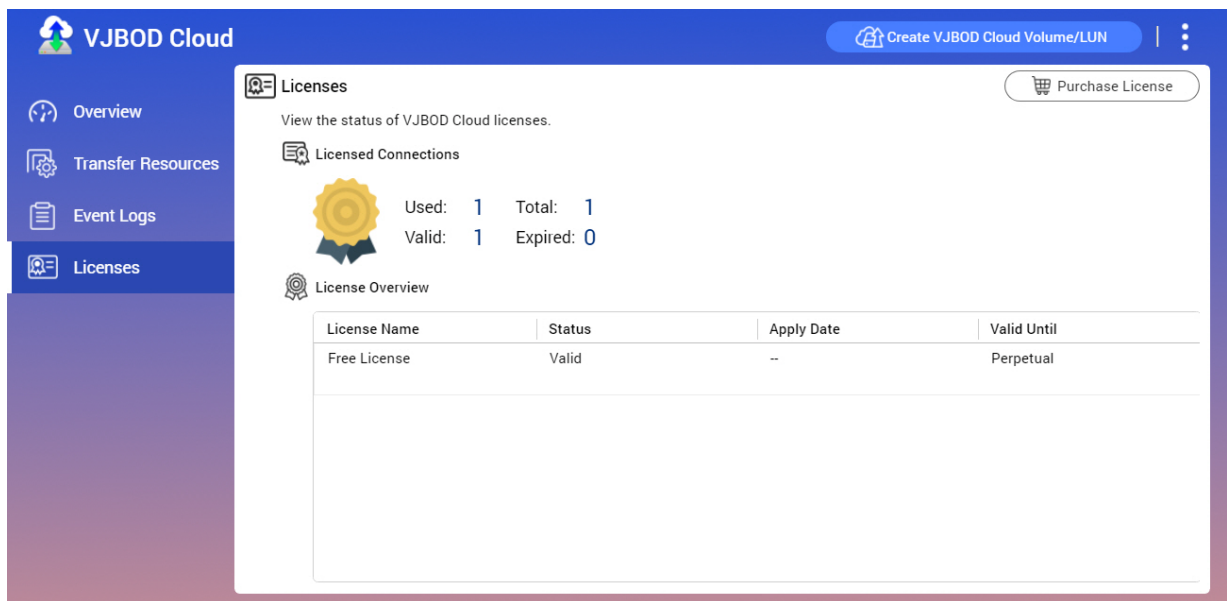 VJBOD Cloud
Create VJBOD Cloud Volume/LUN
Overview
Transfer Resources
Event Logs
Licenses
Licenses
Purchase License
View the status of VJBOD Cloud licenses.
Licensed Connections
Used: 1 Total: 1
Valid: 1 Expired: 0
License Overview
License Name Status Apply Date Valid Until
Free License Valid -- Perpetual